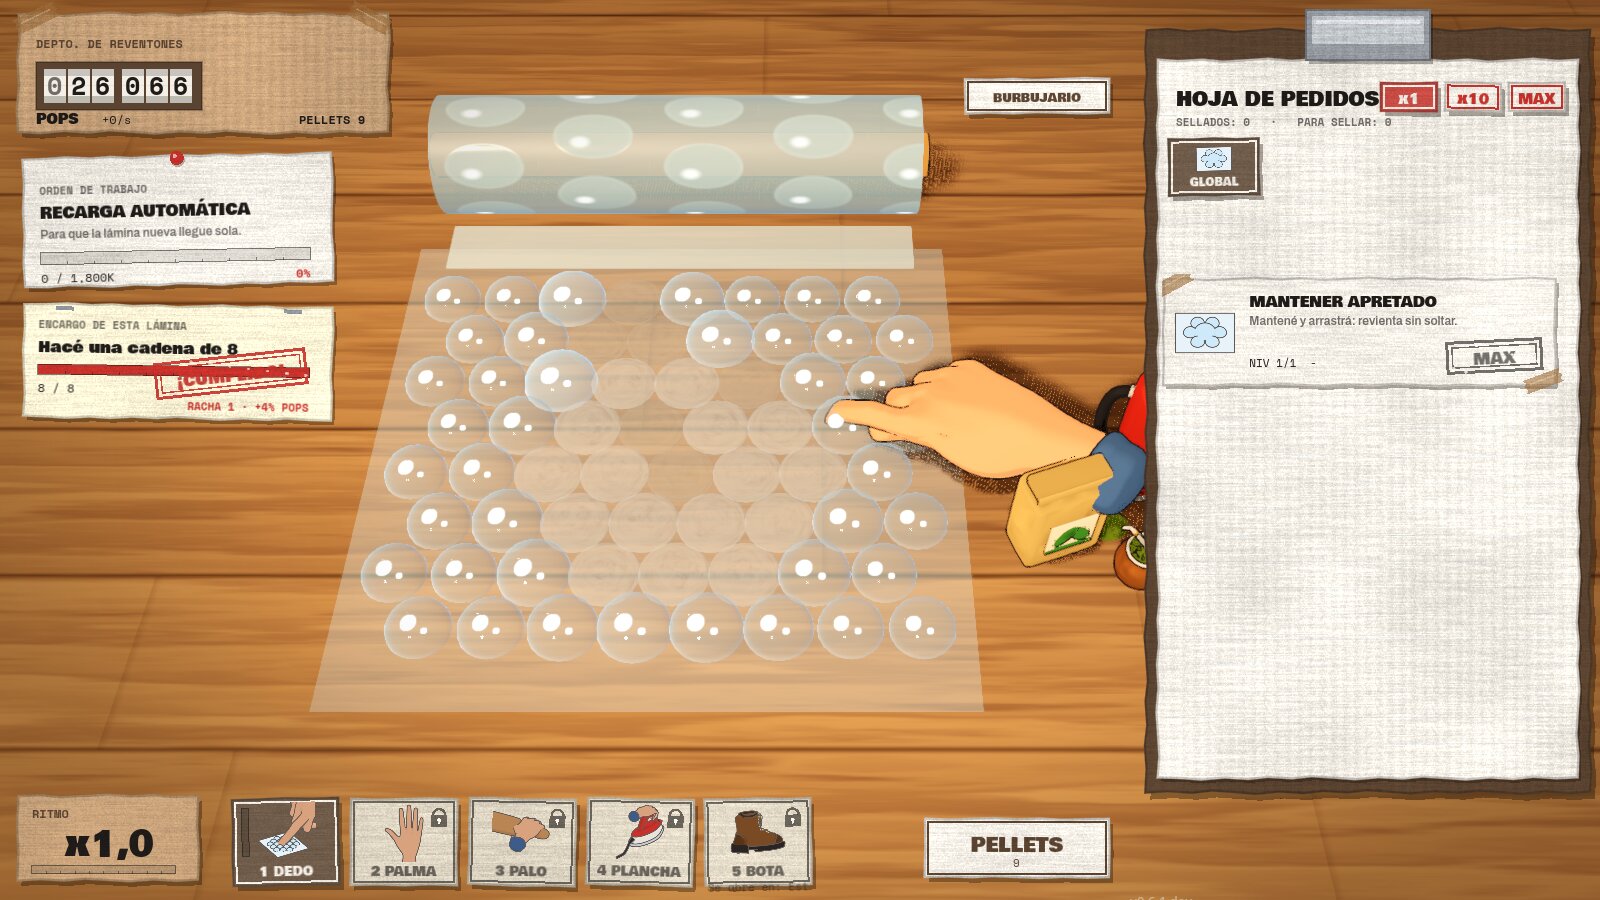 DEPTO. DE REVENTONES
026 066
POPS +0/s PELLETS 9
ORDEN DE TRABAJO
RECARGA AUTOMÁTICA
Para que la lámina nueva llegue sola.
0 / 1.800K 0%
ENCARGO DE ESTA LÁMINA
Hacé una cadena de 8
8 / 8
RACHA 1 · +4% POPS
BURBUJARIO
HOJA DE PEDIDOS x1 x10 MAX
SELLADOS: 0 · PARA SELLAR: 0
GLOBAL
MANTENER APRETADO
Mantené y arrastrá: revienta sin soltar.
NIV 1/1 -
MAX
RITMO
x1,0
1 DEDO
2 PALMA
3 PALO
4 PLANCHA
5 BOTA
PELLETS
9